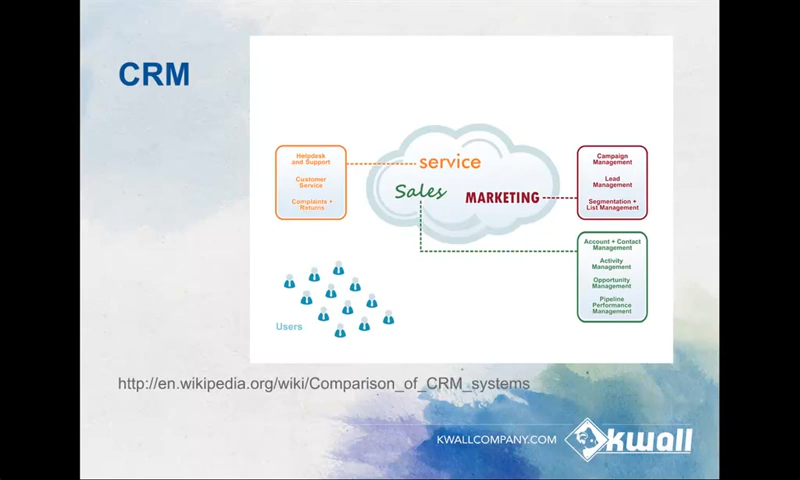 CRM
Helpdesk
and Support
Customer
Service
Complaints +
Returns
service
Sales
MARKETING
Campaign
Management
Lead
Management
Segmentation +
List Management
Account + Contact
Management
Activity
Management
Opportunity
Management
Pipeline
Performance
Management
Users
http://en.wikipedia.org/wiki/Comparison_of_CRM_systems
KWALLCOMPANY.COM
kwall